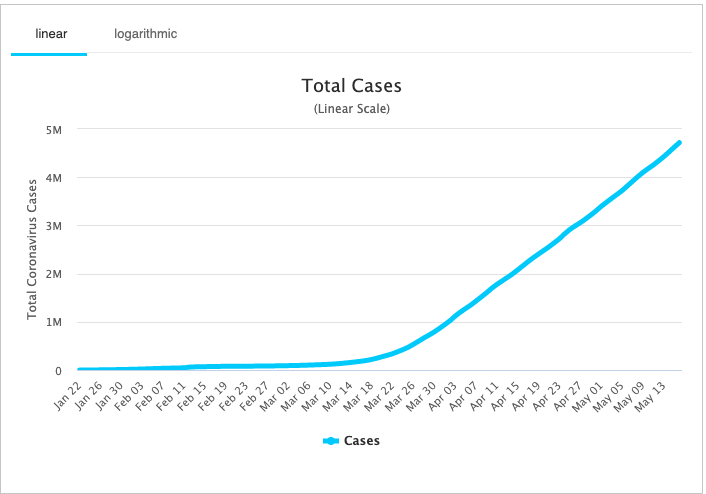 linear logarithmic
Total Cases
(Linear Scale)
Total Coronavirus Cases
5M
4M
3M
2M
1M
0
Jan 22 Jan 26 Jan 30 Feb 03 Feb 07 Feb 11 Feb 15 Feb 19 Feb 23 Feb 27 Mar 02 Mar 06 Mar 10 Mar 14 Mar 18 Mar 22 Mar 26 Mar 30 Apr 03 Apr 07 Apr 11 Apr 15 Apr 19 Apr 23 Apr 27 May 01 May 05 May 09 May 13
Cases